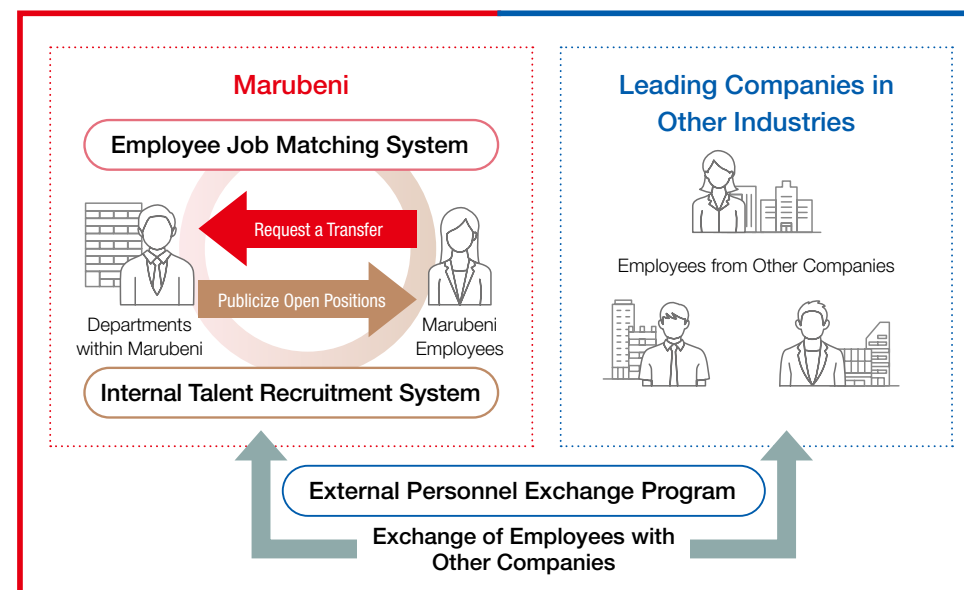 Marubeni
Employee Job Matching System
Request a Transfer
Publicize Open Positions
Departments
within Marubeni
Marubeni
Employees
Internal Talent Recruitment System
Leading Companies in
Other Industries
Employees from Other Companies
External Personnel Exchange Program
Exchange of Employees with
Other Companies